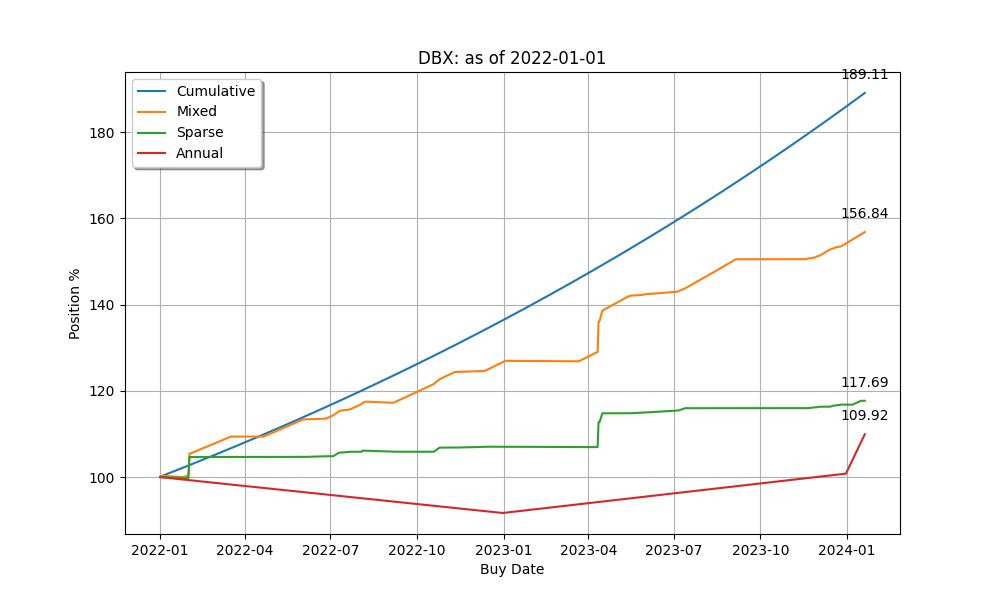 DBX: as of 2022-01-01
189.11
Cumulative
Mixed
Sparse
Annual
180
160
140
120
100
156.84
117.69
109.92
Position %
2022-01 2022-04 2022-07 2022-10 2023-01 2023-04 2023-07 2023-10 2024-01
Buy Date